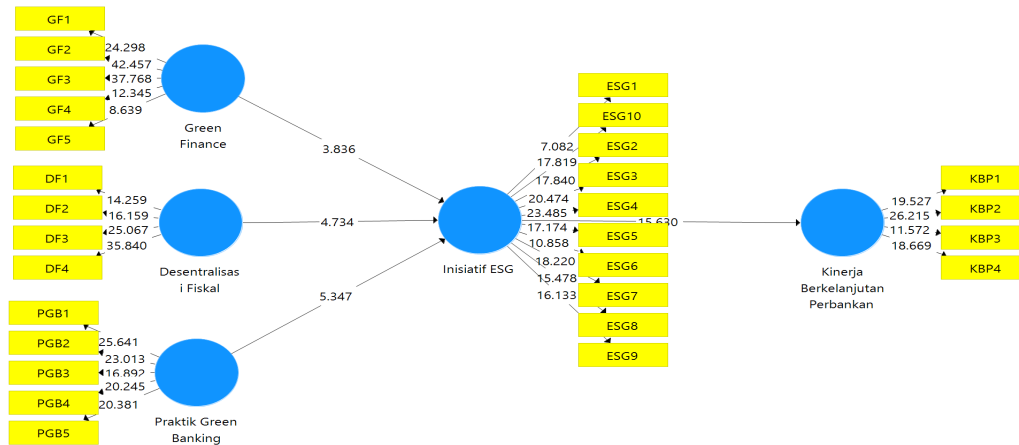 GF1
GF2
GF3
GF4
GF5
24.298
42.457
37.768
12.345
8.639
Green
Finance
DF1
DF2
DF3
DF4
14.259
16.159
25.067
35.840
Desentralisas
i Fiskal
PGB1
PGB2
PGB3
PGB4
PGB5
25.641
23.013
16.892
20.245
20.381
Praktik Green
Banking
3.836
4.734
5.347
Inisiatif ESG
7.082
17.819
17.840
20.474
23.485
17.174
10.858
18.220
15.478
16.133
ESG1
ESG10
ESG2
ESG3
ESG4
ESG5
ESG6
ESG7
ESG8
ESG9
15.630
Kinerja
Berkelanjutan
Perbankan
19.527
26.215
11.572
18.669
KBP1
KBP2
KBP3
KBP4